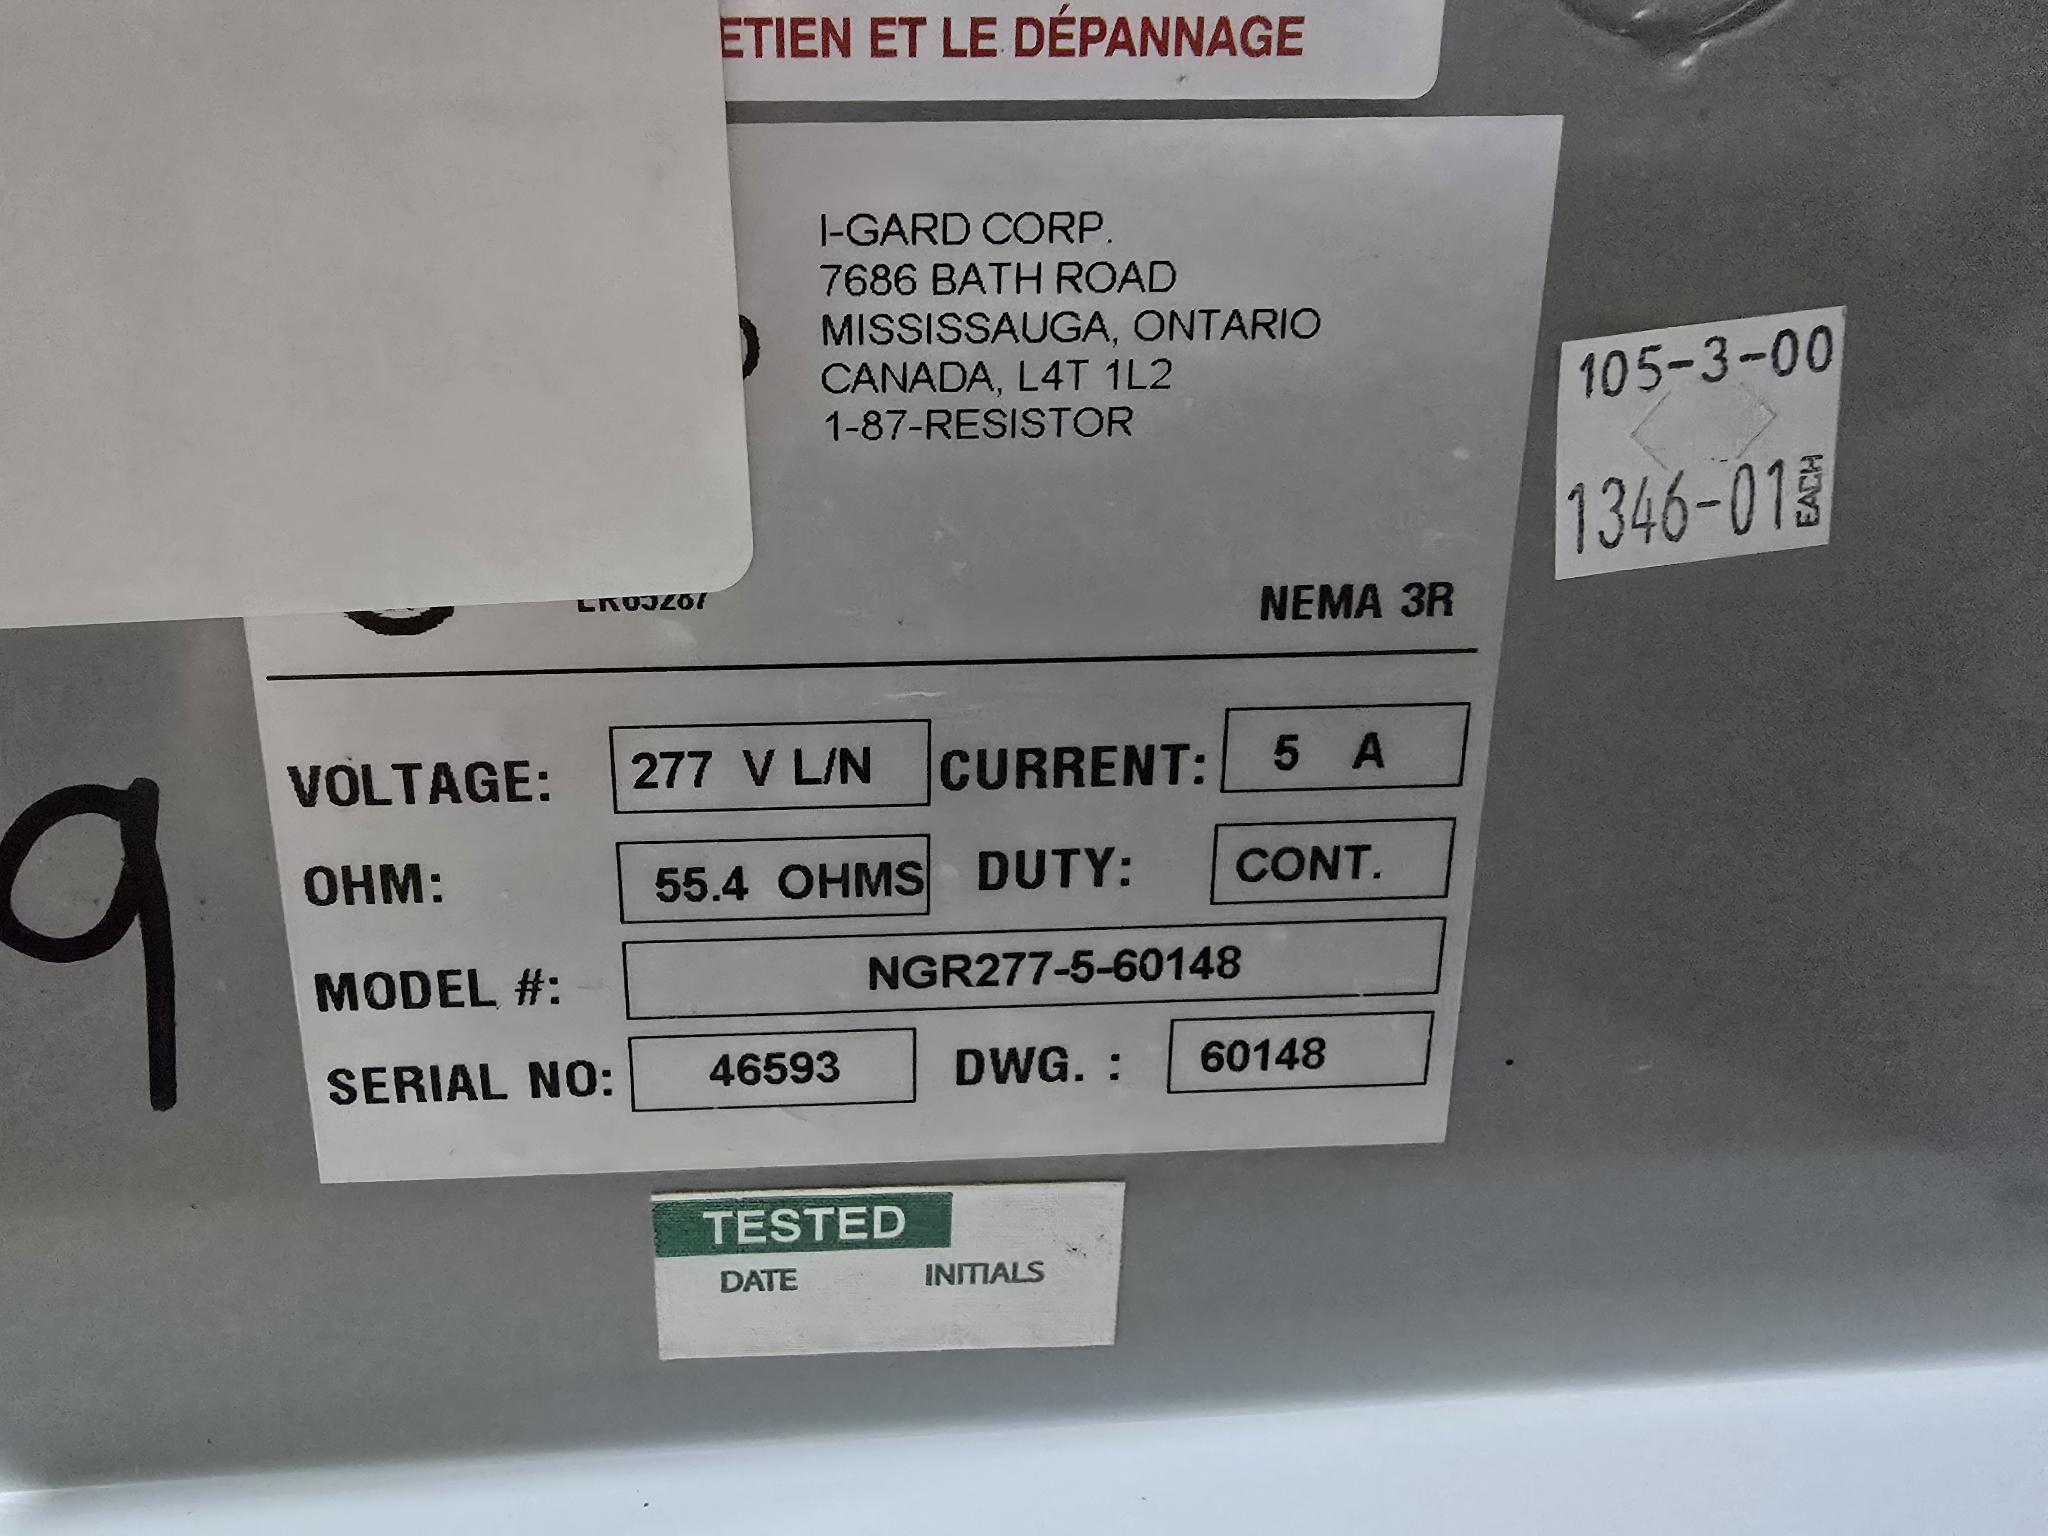 ETIEN ET LE DÉPANNAGE
I-GARD CORP.
7686 BATH ROAD
MISSISSAUGA, ONTARIO
CANADA, L4T 1L2
1-87-RESISTOR
105-3-00
1346-01 EACH
LR65287
NEMA 3R
VOLTAGE: 277 V L/N CURRENT: 5 A
OHM: 55.4 OHMS DUTY: CONT.
MODEL #: NGR277-5-60148
SERIAL NO: 46593 DWG. : 60148
9
TESTED
DATE INITIALS